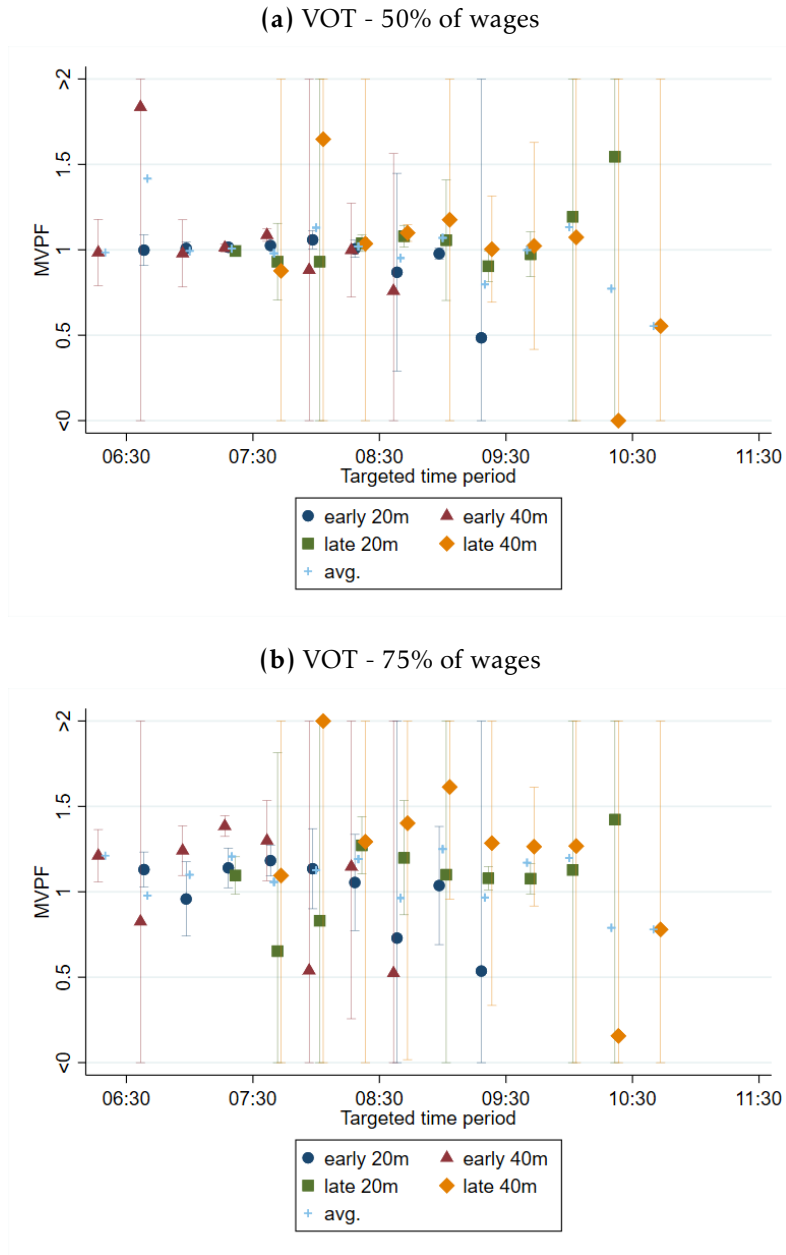 (a) VOT - 50% of wages
>2
1.5
1
0.5
<0
MVPF
06:30 07:30 08:30 09:30 10:30 11:30
Targeted time period
early 20m early 40m
late 20m late 40m
avg.
(b) VOT - 75% of wages
>2
1.5
1
0.5
<0
MVPF
06:30 07:30 08:30 09:30 10:30 11:30
Targeted time period
early 20m early 40m
late 20m late 40m
avg.